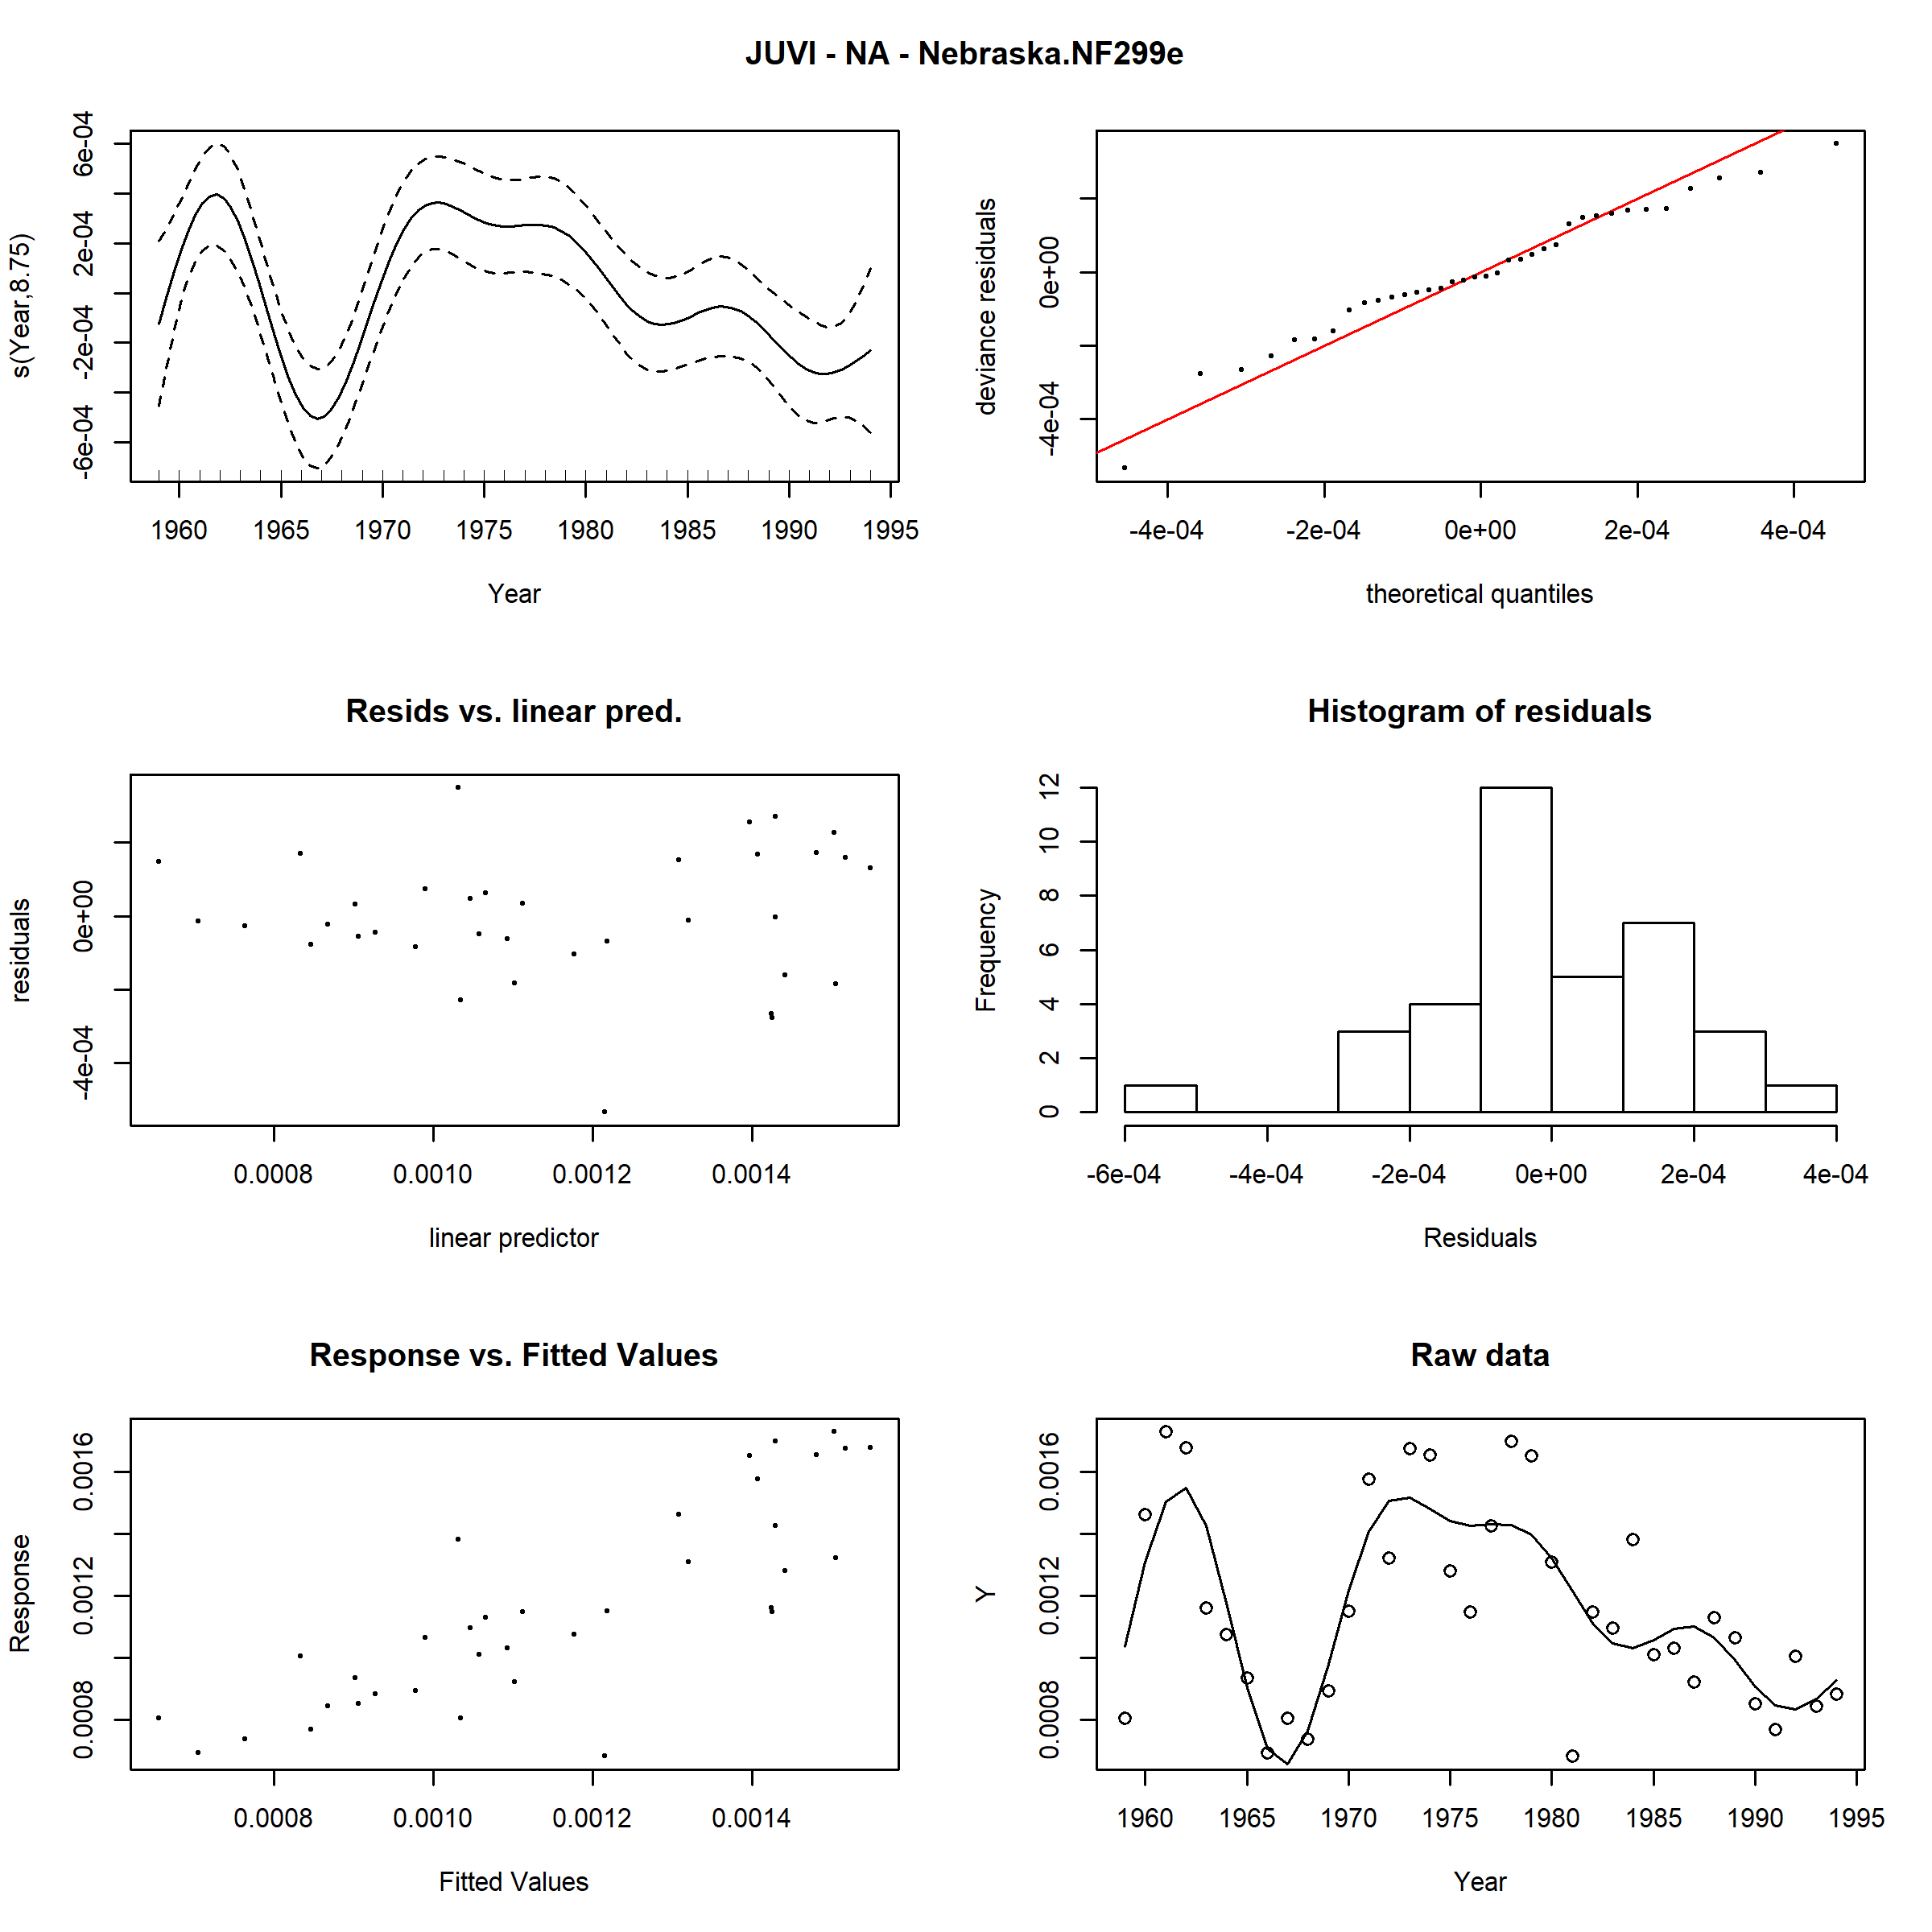 JUVI - NA - Nebraska.NF299e
s(Year,8.75)
-6e-04 -2e-04 2e-04 6e-04
1960 1965 1970 1975 1980 1985 1990 1995
Year
deviance residuals
-4e-04 0e+00
-4e-04 -2e-04 0e+00 2e-04 4e-04
theoretical quantiles
Resids vs. linear pred.
residuals
-4e-04 0e+00
0.0008 0.0010 0.0012 0.0014
linear predictor
Histogram of residuals
Frequency
0 2 4 6 8 10 12
-6e-04 -4e-04 -2e-04 0e+00 2e-04 4e-04
Residuals
Response vs. Fitted Values
Response
0.0008 0.0012 0.0016
0.0008 0.0010 0.0012 0.0014
Fitted Values
Raw data
Y
0.0008 0.0012 0.0016
1960 1965 1970 1975 1980 1985 1990 1995
Year